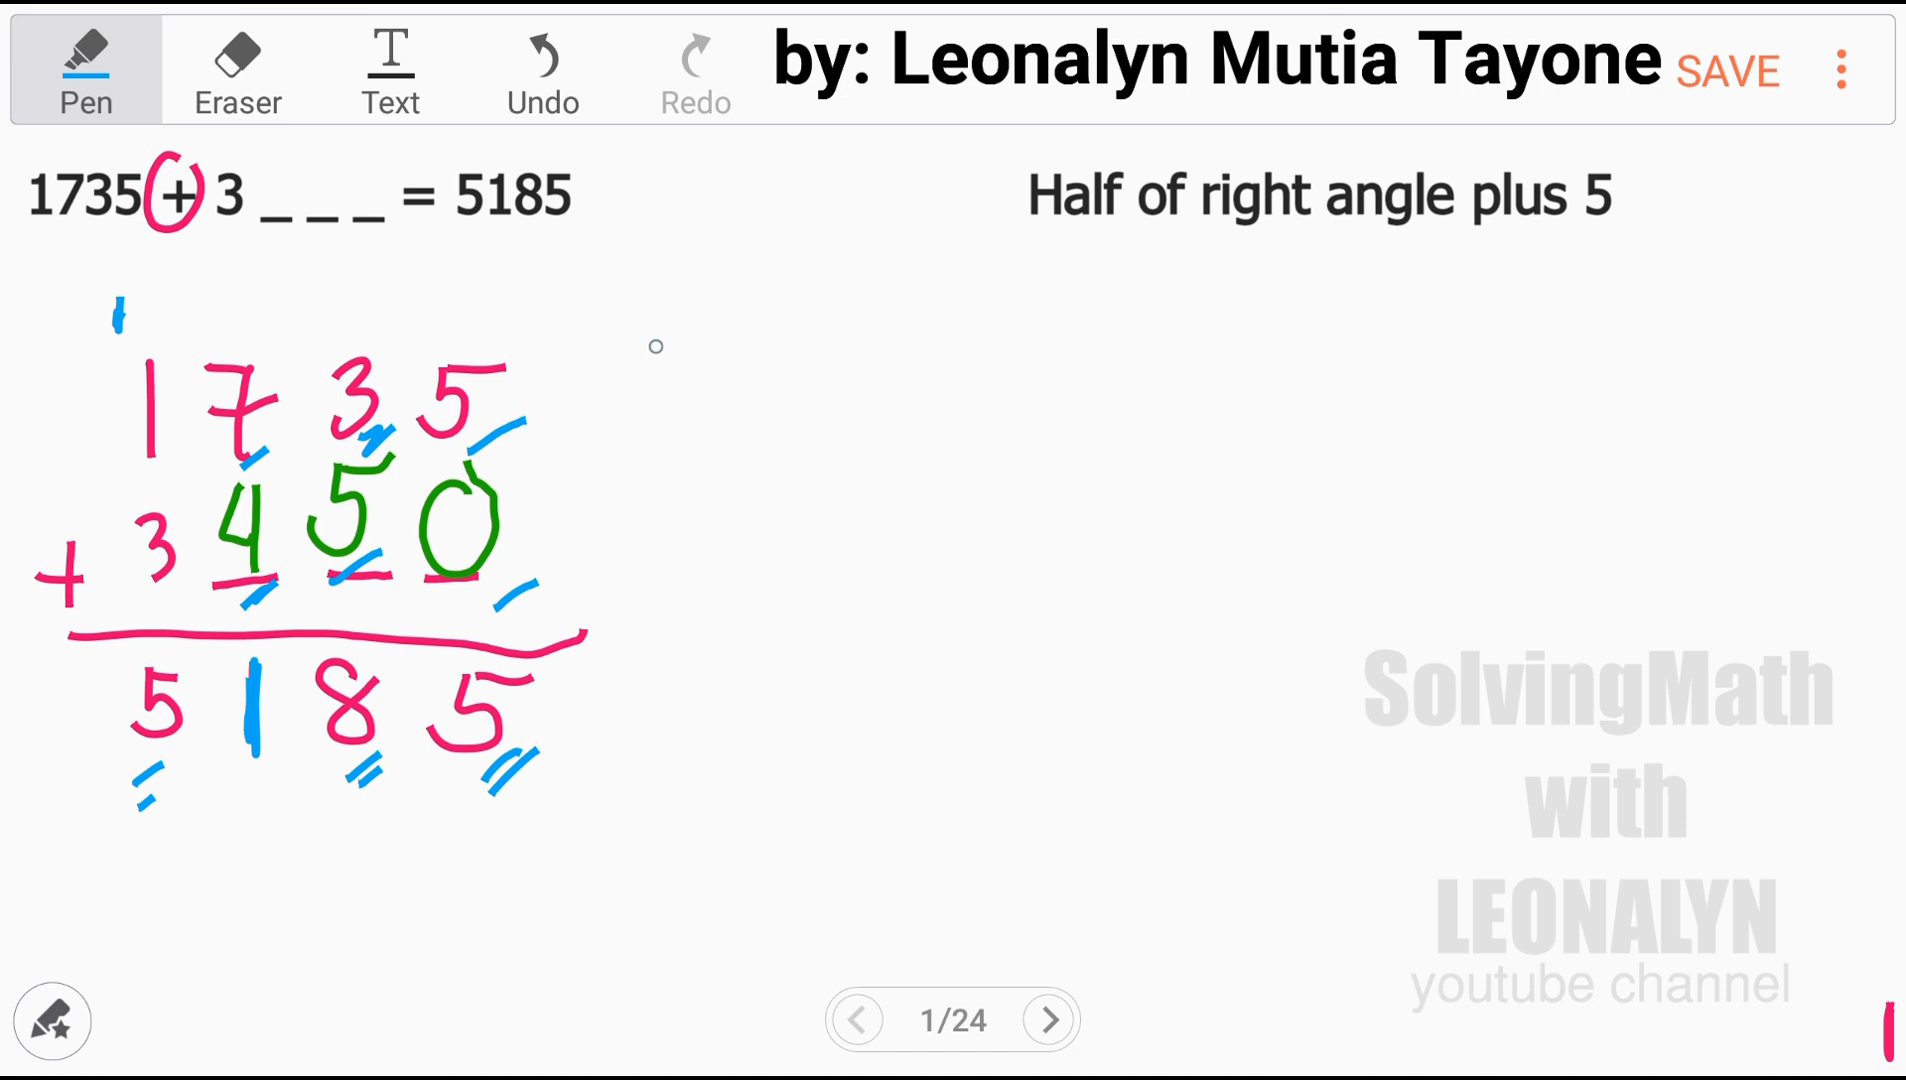 Pen Eraser Text Undo Redo by: Leonalyn Mutia Tayone SAVE
1735 + 3 _ _ _ = 5185
Half of right angle plus 5
1
1 7 3 5
+ 3 4 5 0
5 1 8 5
SolvingMath
with
LEONALYN
youtube channel
1/24